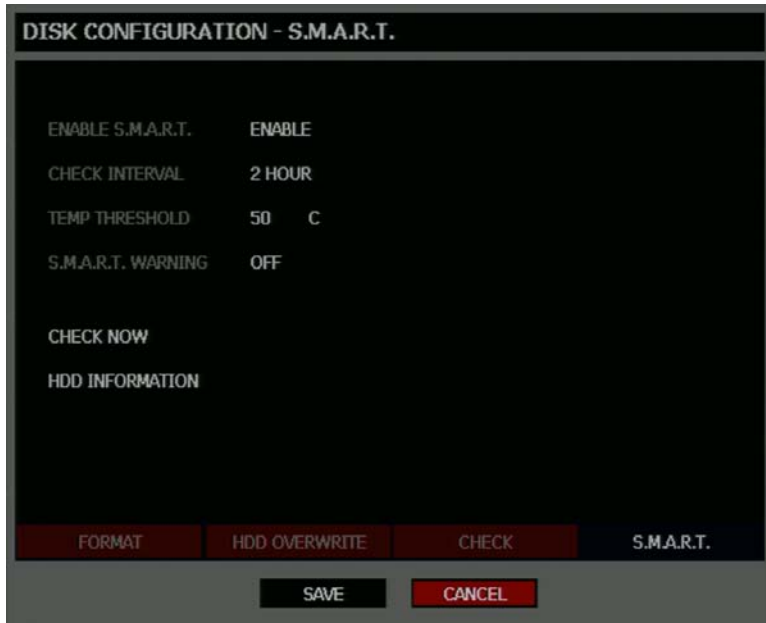 DISK CONFIGURATION - S.M.A.R.T.
ENABLE S.M.A.R.T. ENABLE
CHECK INTERVAL 2 HOUR
TEMP THRESHOLD 50 C
S.M.A.R.T. WARNING OFF
CHECK NOW
HDD INFORMATION
FORMAT HDD OVERWRITE CHECK S.M.A.R.T.
SAVE CANCEL